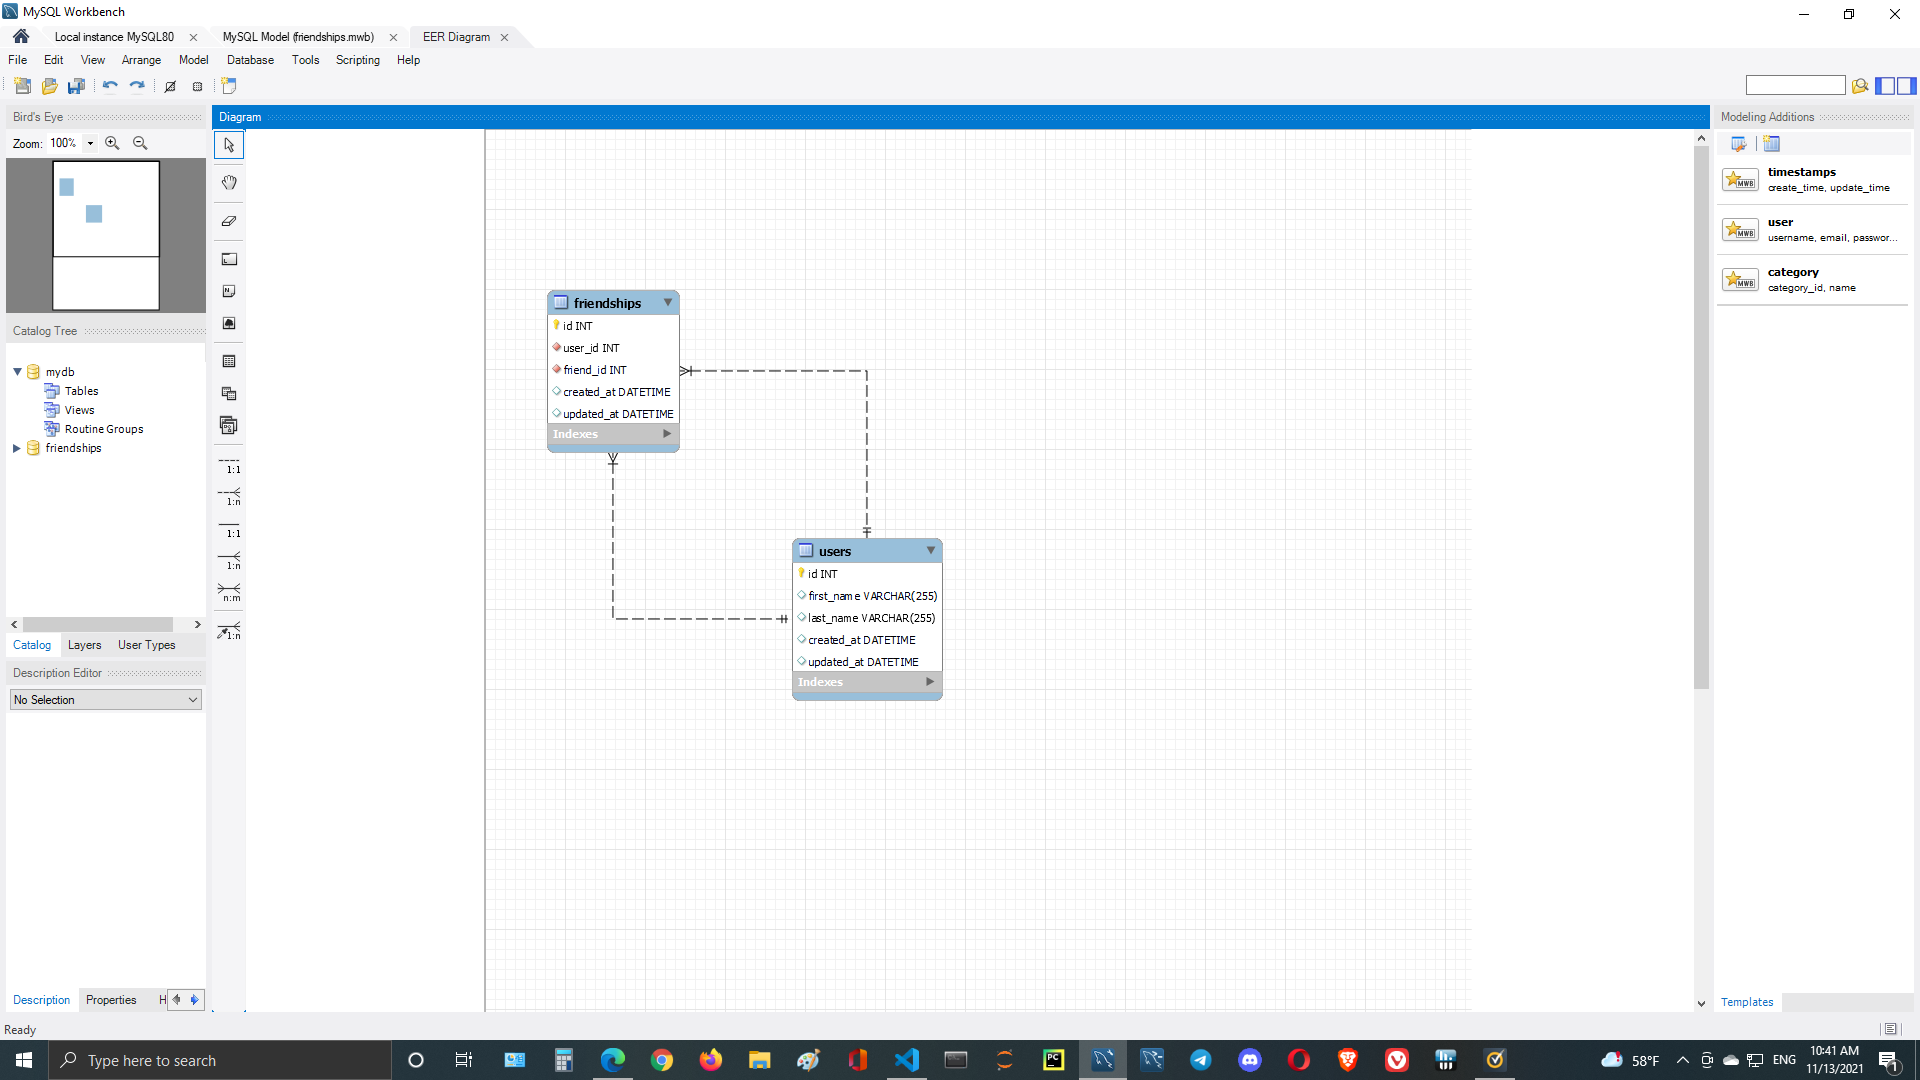 MySQL Workbench
Local instance MySQL80
MySQL Model (friendships.mwb)
EER Diagram
File Edit View Arrange Model Database Tools Scripting Help
Bird's Eye
Zoom: 100%
Catalog Tree
mydb
Tables
Views
Routine Groups
friendships
Catalog Layers User Types
Description Editor
No Selection
Description Properties H
Ready
Diagram
1:1
1:n
1:1
1:n
n:m
1:n
friendships
id INT
user_id INT
friend_id INT
created_at DATETIME
updated_at DATETIME
Indexes
users
id INT
first_name VARCHAR(255)
last_name VARCHAR(255)
created_at DATETIME
updated_at DATETIME
Indexes
Modeling Additions
MWB
timestamps
create_time, update_time
MWB
user
username, email, passwor...
MWB
category
category_id, name
Templates
Type here to search
PC
58°F
ENG
10:41 AM
11/13/2021
1